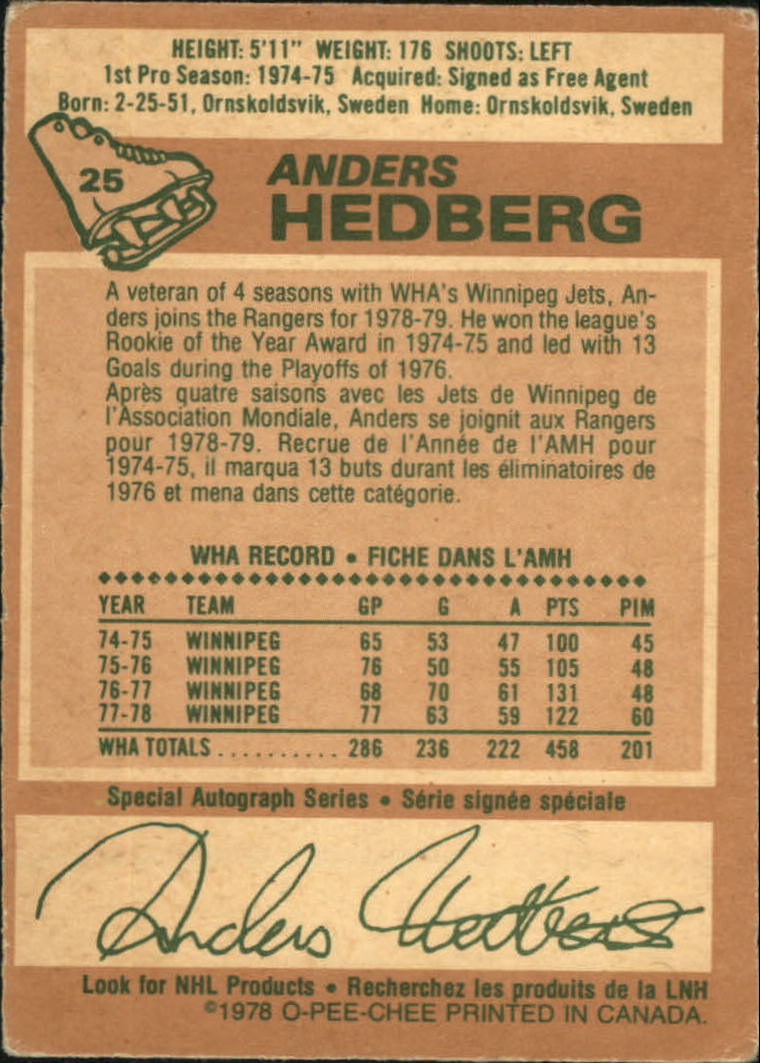 HEIGHT: 5'11" WEIGHT: 176 SHOOTS: LEFT
1st Pro Season: 1974-75 Acquired: Signed as Free Agent
Born: 2-25-51, Ornskoldsvik, Sweden Home: Ornskoldsvik, Sweden
25
ANDERS
HEDBERG
A veteran of 4 seasons with WHA's Winnipeg Jets, An-
ders joins the Rangers for 1978-79. He won the league's
Rookie of the Year Award in 1974-75 and led with 13
Goals during the Playoffs of 1976.
Après quatre saisons avec les Jets de Winnipeg de
l'Association Mondiale, Anders se joignit aux Rangers
pour 1978-79. Recrue de l'Année de l'AMH pour
1974-75, il marqua 13 buts durant les éliminatoires de
1976 et mena dans cette catégorie.
WHA RECORD • FICHE DANS L'AMH
YEAR TEAM GP G A PTS PIM
74-75 WINNIPEG 65 53 47 100 45
75-76 WINNIPEG 76 50 55 105 48
76-77 WINNIPEG 68 70 61 131 48
77-78 WINNIPEG 77 63 59 122 60
WHA TOTALS .......... 286 236 222 458 201
Special Autograph Series • Série signée spéciale
Anders Hedberg
Look for NHL Products • Recherchez les produits de la LNH
©1978 O-PEE-CHEE PRINTED IN CANADA.